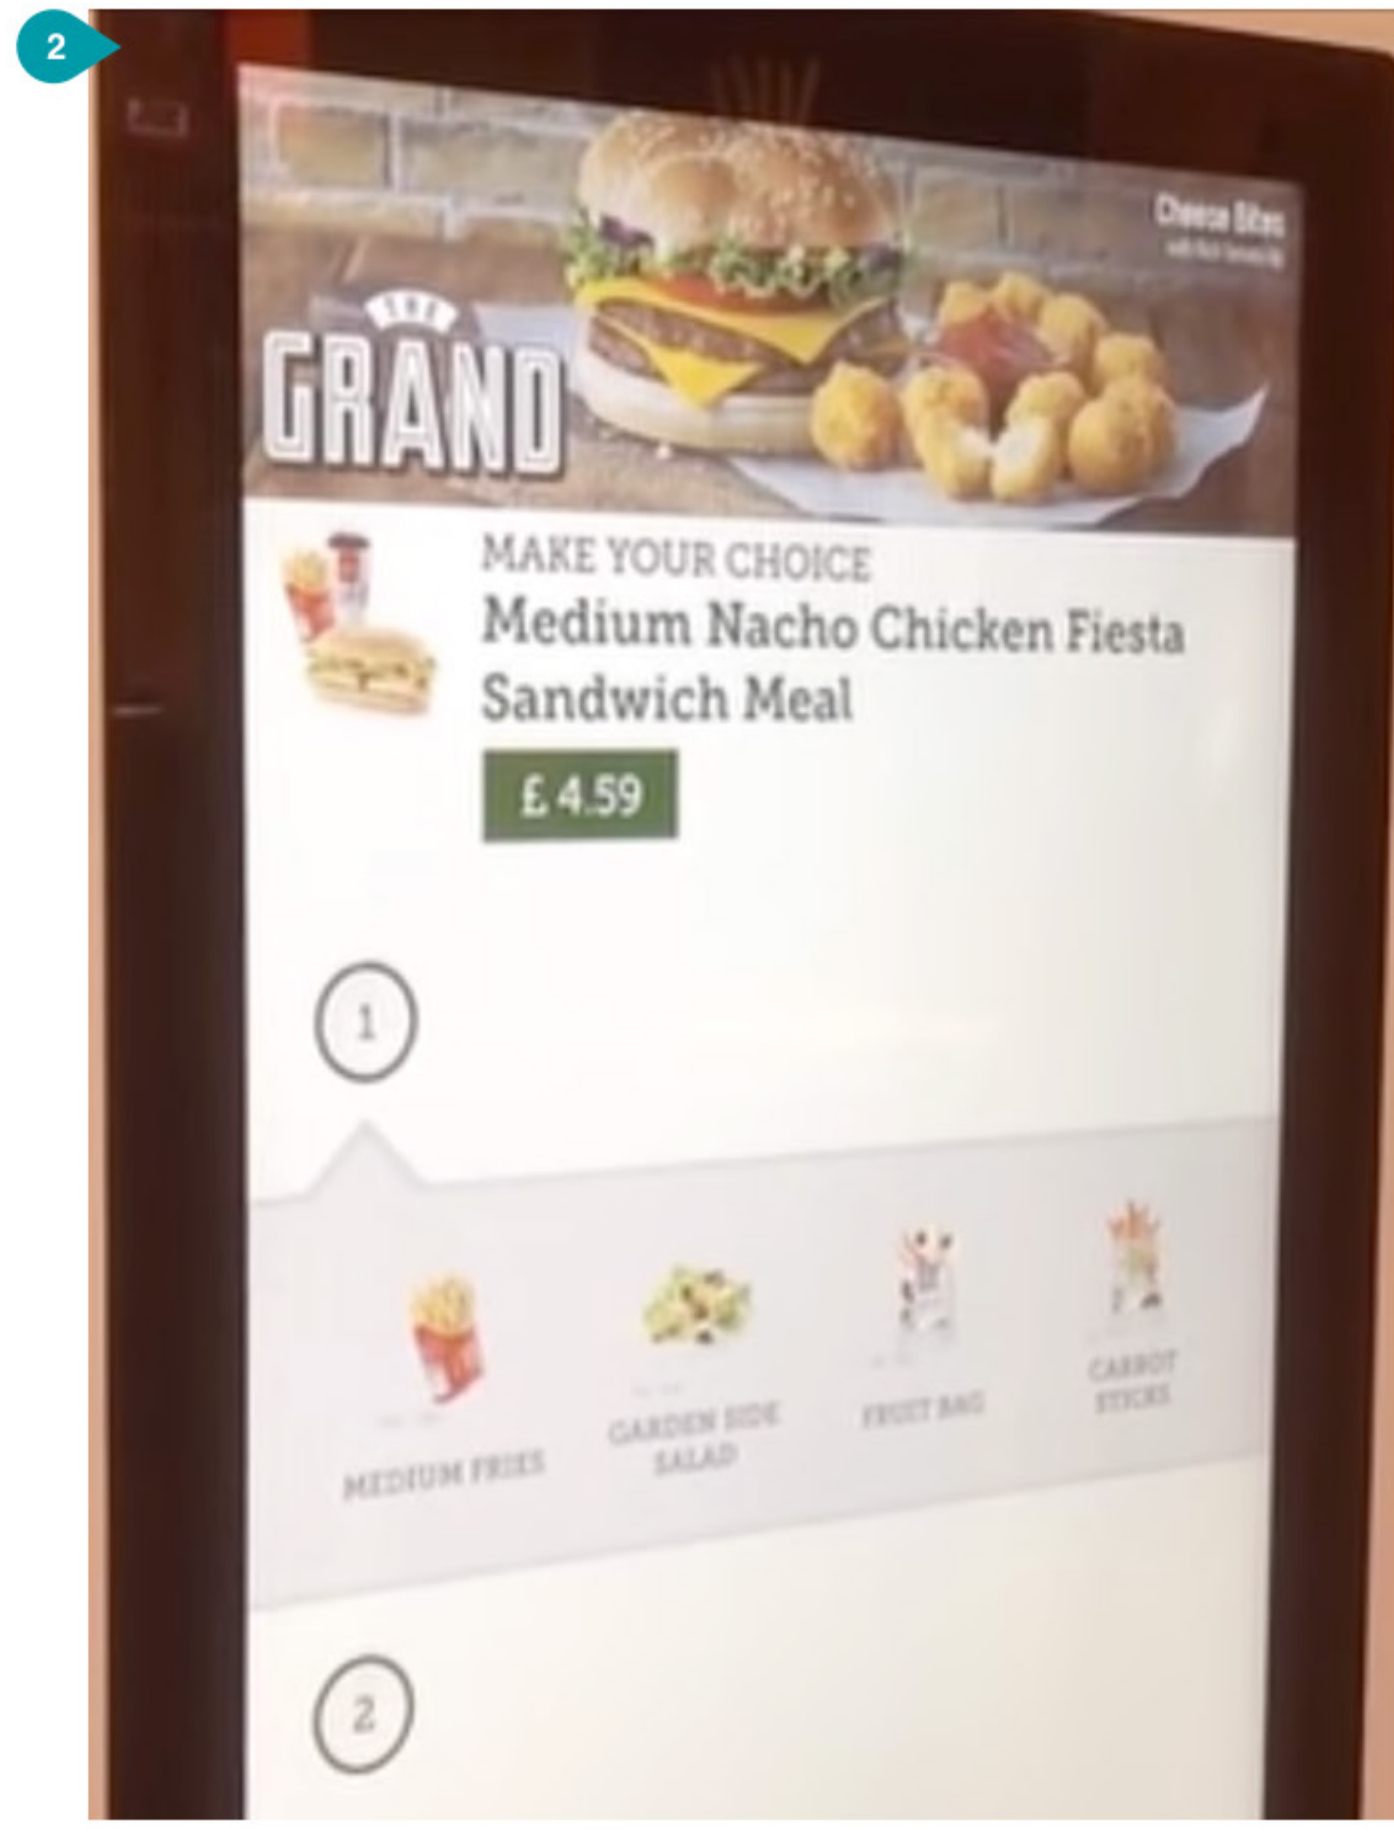 2
Cheese Bites
THE
GRAND
MAKE YOUR CHOICE
Medium Nacho Chicken Fiesta
Sandwich Meal
£ 4.59
1
MEDIUM FRIES
GARDEN SIDE
SALAD
FRUIT BAG
CARROT
STICKS
2